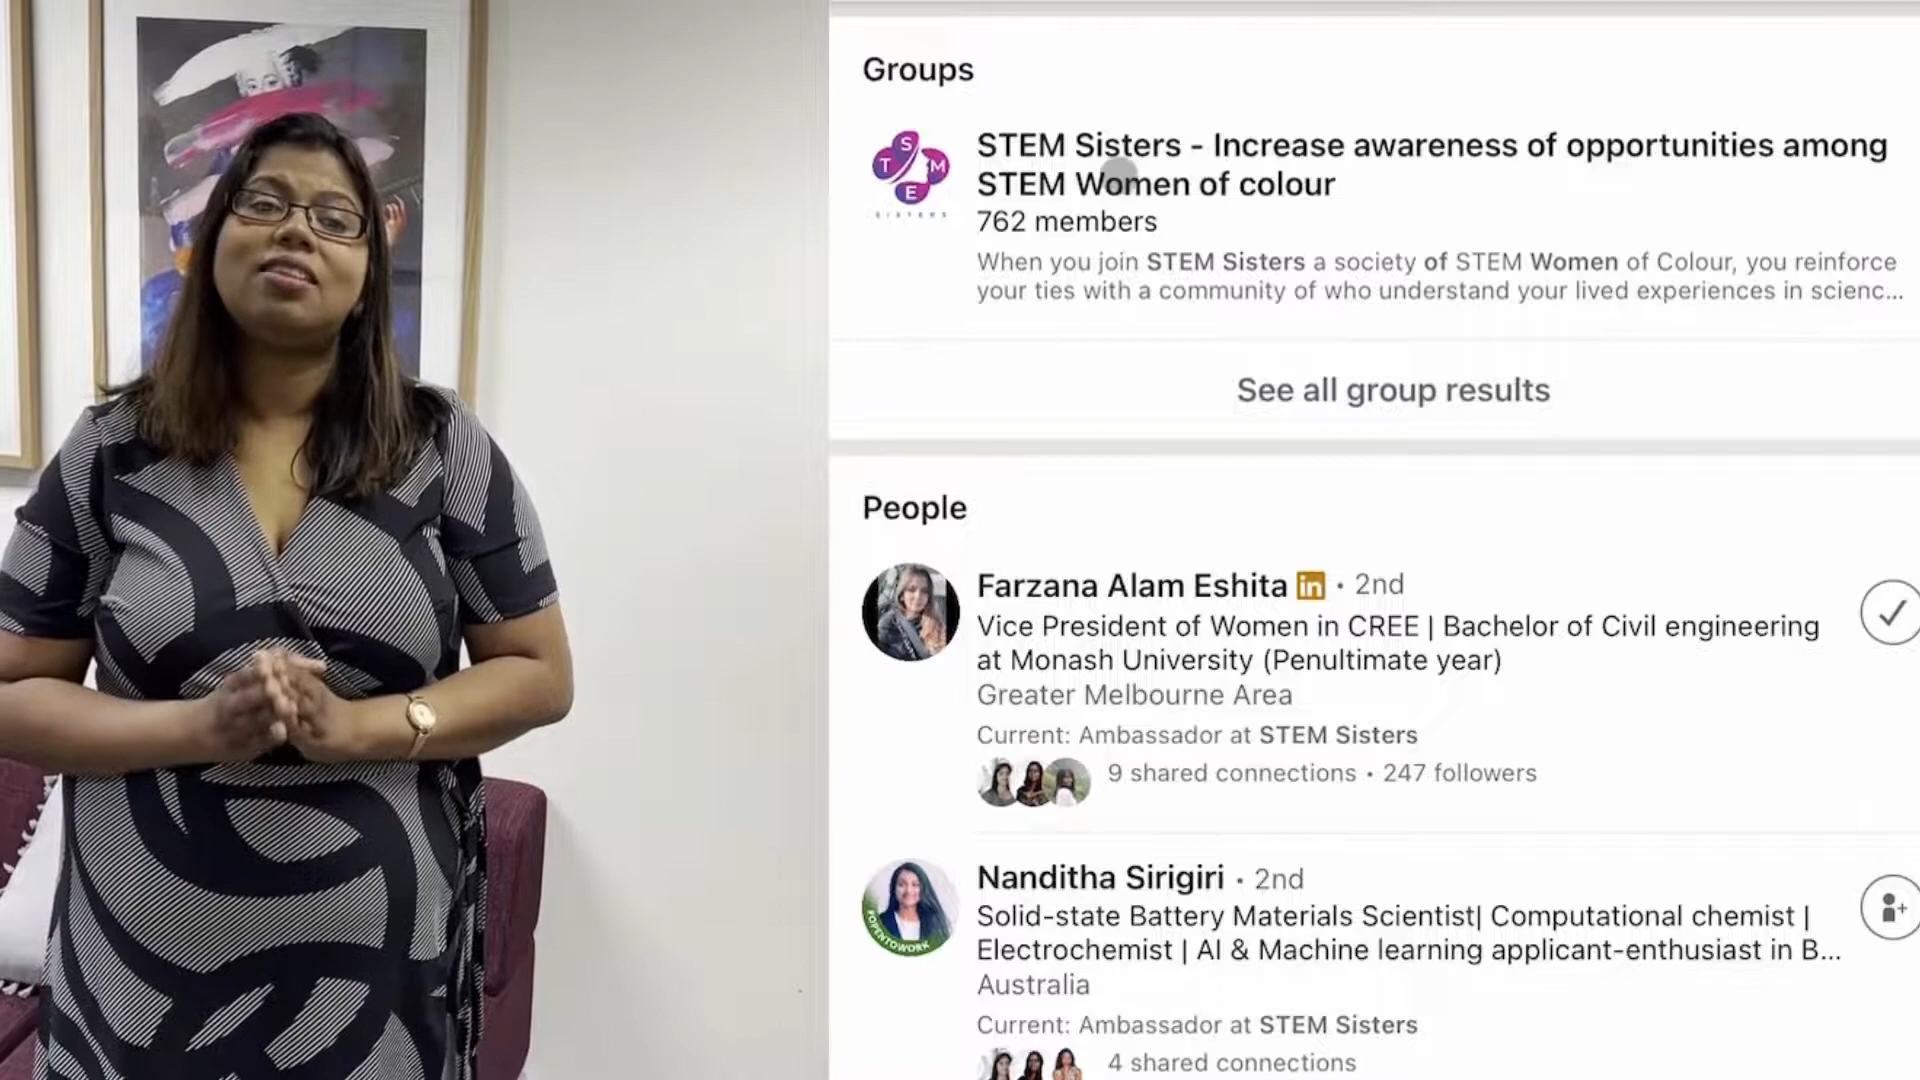 Groups
S
T M
E
SISTERS
STEM Sisters - Increase awareness of opportunities among
STEM Women of colour
762 members
When you join STEM Sisters a society of STEM Women of Colour, you reinforce
your ties with a community of who understand your lived experiences in scienc...
See all group results
People
Farzana Alam Eshita in • 2nd
Vice President of Women in CREE | Bachelor of Civil engineering
at Monash University (Penultimate year)
Greater Melbourne Area
Current: Ambassador at STEM Sisters
9 shared connections • 247 followers
#OPENTOWORK
Nanditha Sirigiri • 2nd
Solid-state Battery Materials Scientist| Computational chemist |
Electrochemist | AI & Machine learning applicant-enthusiast in B...
Australia
Current: Ambassador at STEM Sisters
4 shared connections